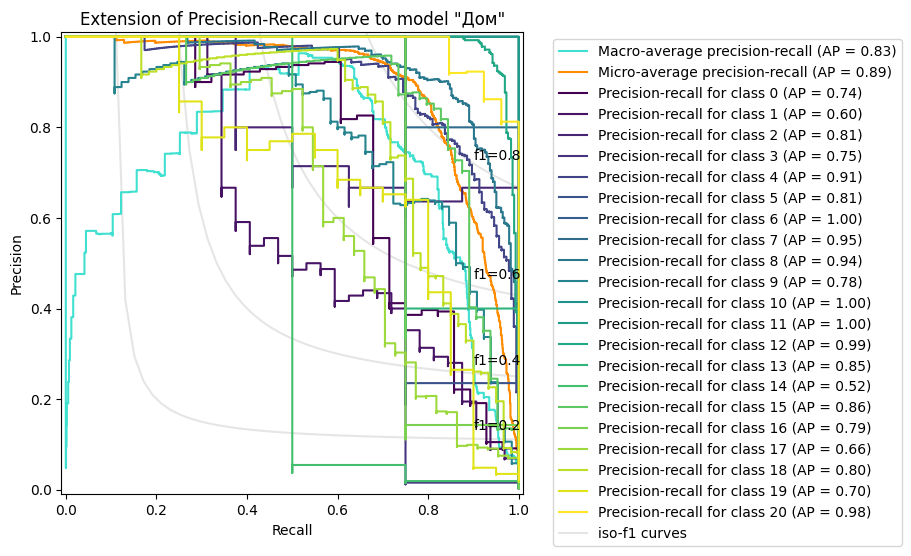 Extension of Precision-Recall curve to model "Дом"
1.0
0.8
0.6
0.4
0.2
0.0
Precision
0.0 0.2 0.4 0.6 0.8 1.0
Recall
f1=0.8
f1=0.6
f1=0.4
f1=0.2
Macro-average precision-recall (AP = 0.83)
Micro-average precision-recall (AP = 0.89)
Precision-recall for class 0 (AP = 0.74)
Precision-recall for class 1 (AP = 0.60)
Precision-recall for class 2 (AP = 0.81)
Precision-recall for class 3 (AP = 0.75)
Precision-recall for class 4 (AP = 0.91)
Precision-recall for class 5 (AP = 0.81)
Precision-recall for class 6 (AP = 1.00)
Precision-recall for class 7 (AP = 0.95)
Precision-recall for class 8 (AP = 0.94)
Precision-recall for class 9 (AP = 0.78)
Precision-recall for class 10 (AP = 1.00)
Precision-recall for class 11 (AP = 1.00)
Precision-recall for class 12 (AP = 0.99)
Precision-recall for class 13 (AP = 0.85)
Precision-recall for class 14 (AP = 0.52)
Precision-recall for class 15 (AP = 0.86)
Precision-recall for class 16 (AP = 0.79)
Precision-recall for class 17 (AP = 0.66)
Precision-recall for class 18 (AP = 0.80)
Precision-recall for class 19 (AP = 0.70)
Precision-recall for class 20 (AP = 0.98)
iso-f1 curves